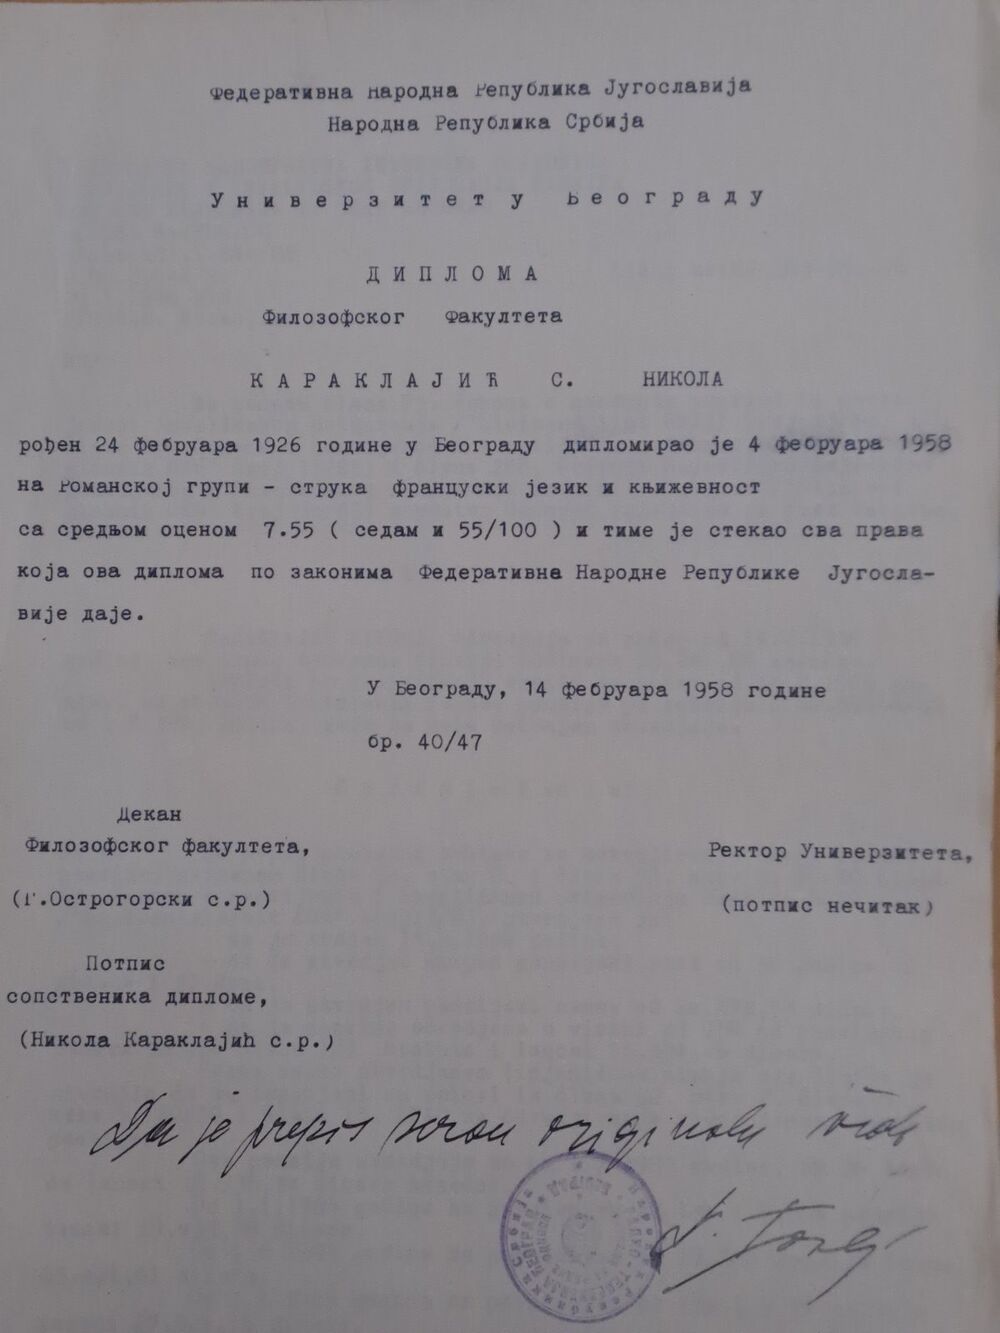 Федеративна Народна Република Југославија
Народна Република Србија
Универзитет у Београду
ДИПЛОМА
Филозофског Факултета
КАРАКЛАЈИЋ С. НИКОЛА
рођен 24 фебруара 1926 године у Београду дипломирао је 4 фебруара 1958
на Романској групи - струка француски језик и књижевност
са средњом оценом 7.55 ( седам и 55/100 ) и тиме је стекао сва права
која ова диплома по законима Федеративна Народне Републике Југосла-
вије даје.
У Београду, 14 фебруара 1958 године
бр. 40/47
Декан
Филозофског факултета,
Ректор Универзитета,
(Г.Острогорски с.р.)
(потпис нечитак)
Потпис
сопственика дипломе,
(Никола Караклајић с.р.)
Da je prepis veran originalu